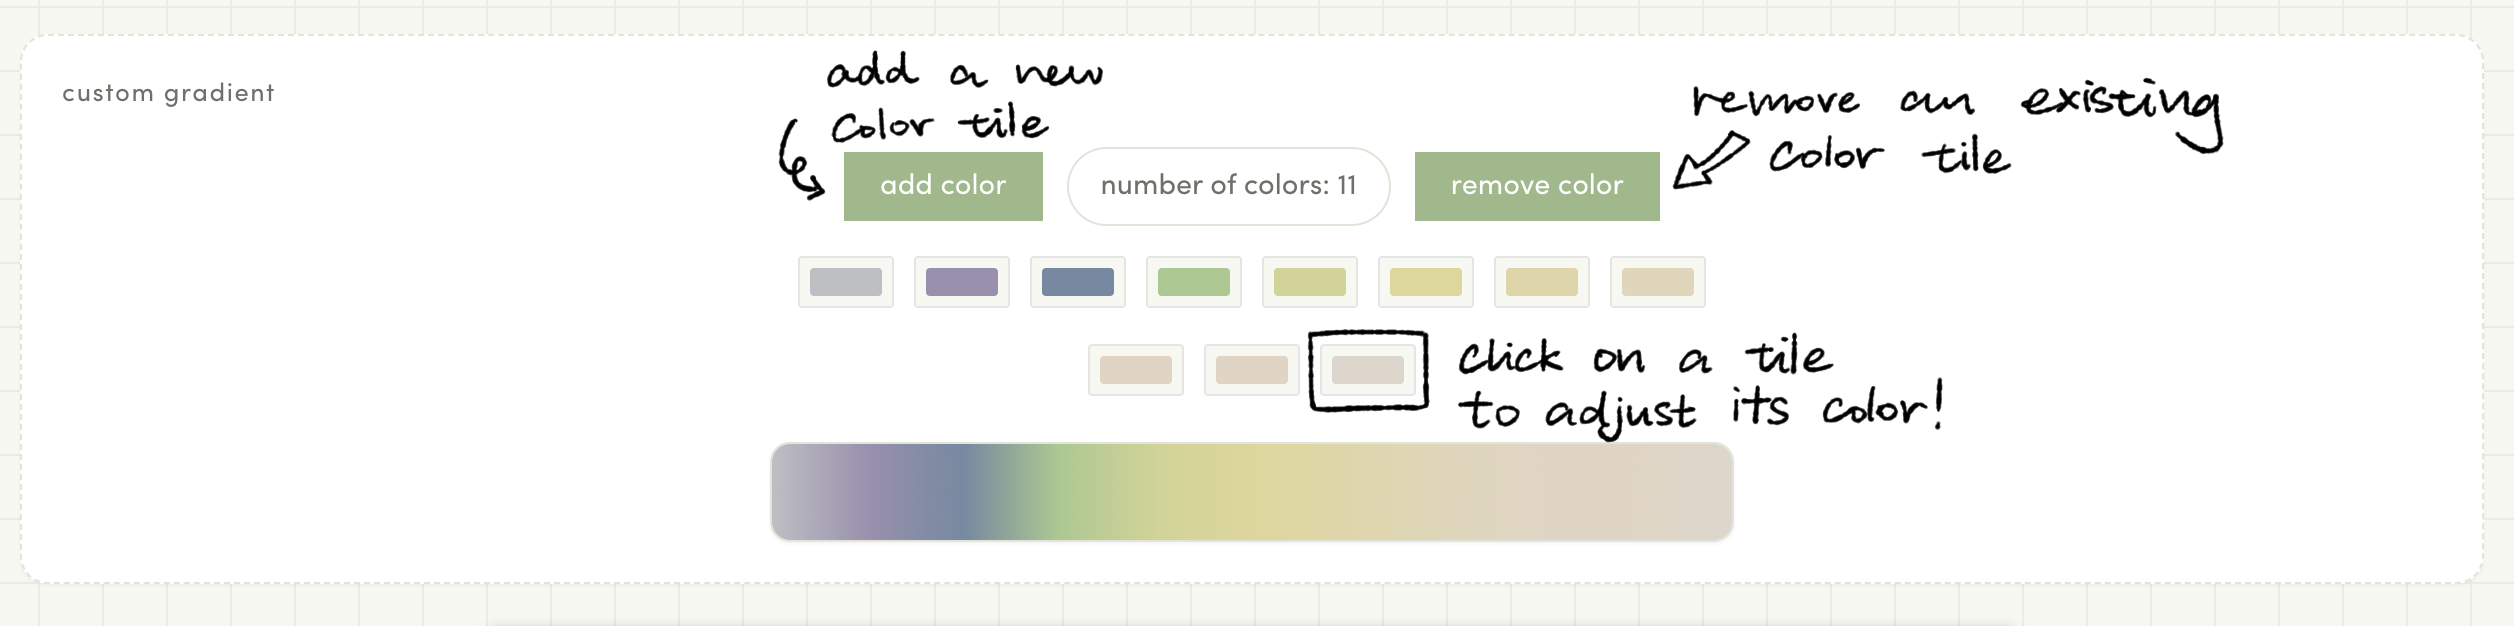 custom gradient
add a new
color tile
remove an existing
color tile
add color
number of colors: 11
remove color
click on a tile
to adjust its color!